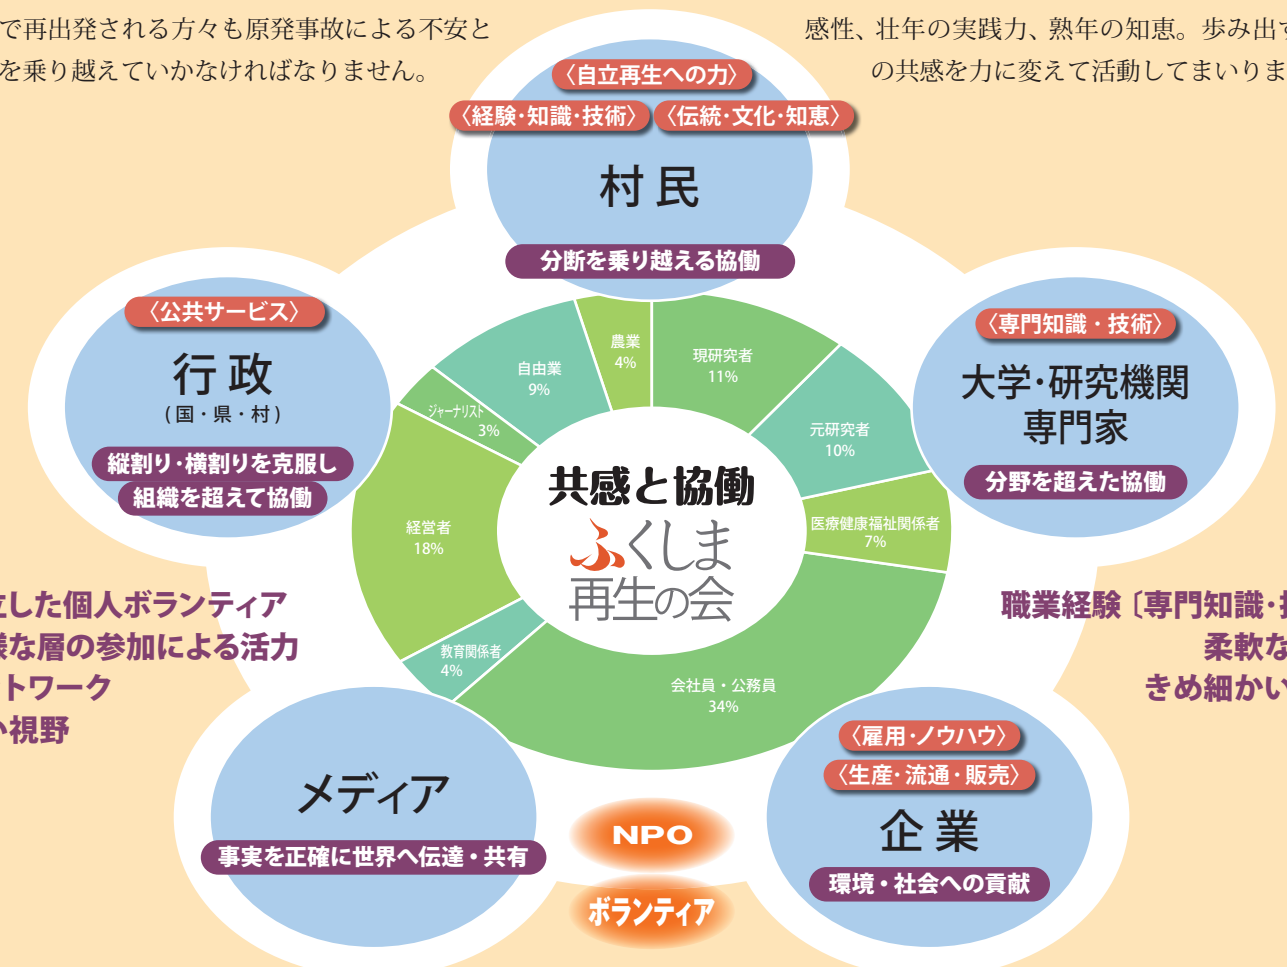 で再出発される方々も原発事故による不安と
を乗り越えていかなければなりません。
感性、壮年の実践力、熟年の知恵。歩み出す
の共感を力に変えて活動してまいりま
〈自立再生への力〉
〈経験・知識・技術〉
〈伝統・文化・知恵〉
村民
分断を乗り越える協働
〈公共サービス〉
行政
(国・県・村)
縦割り・横割りを克服し
組織を超えて協働
〈専門知識・技術〉
大学・研究機関
専門家
分野を超えた協働
農業
4%
現研究者
11%
自由業
9%
ジャーナリスト
3%
元研究者
10%
経営者
18%
医療健康福祉関係者
7%
教育関係者
4%
会社員・公務員
34%
共感と協働
ふくしま
再生の会
立した個人ボランティア
様な層の参加による活力
トワーク
い視野
職業経験〔専門知識・技
柔軟な
きめ細かい
メディア
事実を正確に世界へ伝達・共有
NPO
ボランティア
〈雇用・ノウハウ〉
〈生産・流通・販売〉
企業
環境・社会への貢献